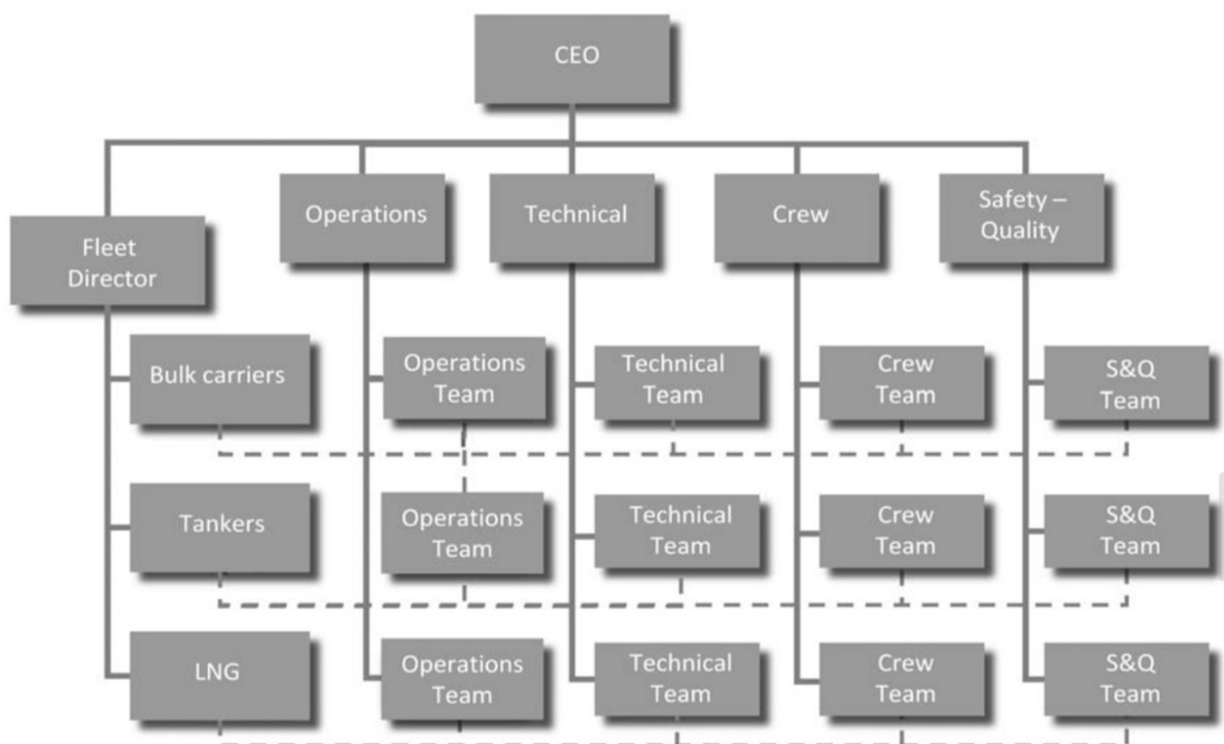 CEO
Fleet
Director
Operations
Technical
Crew
Safety –
Quality
Bulk carriers
Operations
Team
Technical
Team
Crew
Team
S&Q
Team
Tankers
Operations
Team
Technical
Team
Crew
Team
S&Q
Team
LNG
Operations
Team
Technical
Team
Crew
Team
S&Q
Team